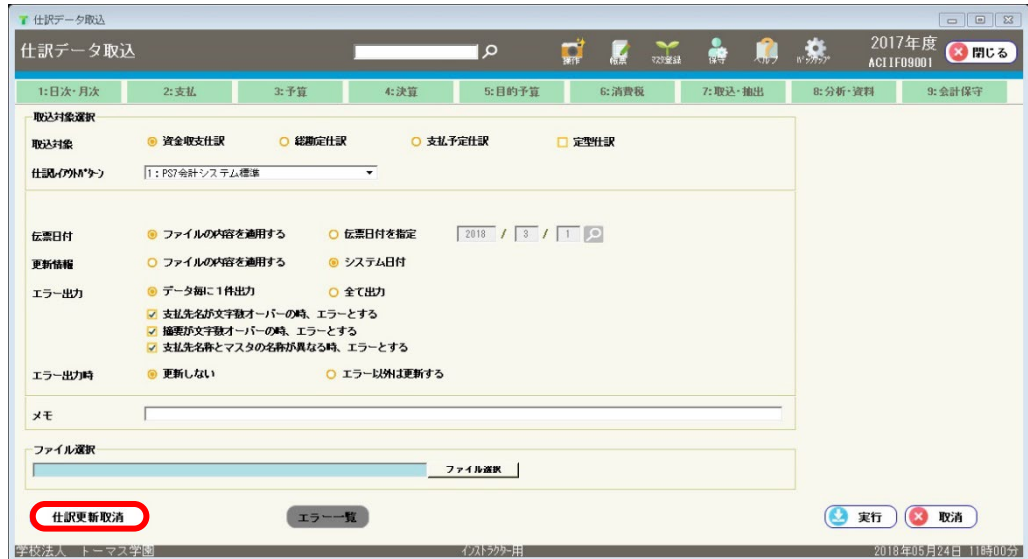 仕訳データ取込
仕訳データ取込
2017年度
ACIIF09001
閉じる
操作
帳票
マスタ登録
保守
ヘルプ
バックアップ
1:日次・月次 2:支払 3:予算 4:決算 5:目的予算 6:消費税 7:取込・抽出 8:分析・資料 9:会計保守
取込対象選択
取込対象 資金収支仕訳 総勘定仕訳 支払予定仕訳 定型仕訳
仕訳レイアウトパターン 1:PS7会計システム標準
伝票日付 ファイルの内容を適用する 伝票日付を指定 2018 / 3 / 1
更新情報 ファイルの内容を適用する システム日付
エラー出力 データ毎に1件出力 全て出力
支払先名が文字数オーバーの時、エラーとする
摘要が文字数オーバーの時、エラーとする
支払先名称とマスタの名称が異なる時、エラーとする
エラー出力時 更新しない エラー以外は更新する
メモ
ファイル選択
ファイル選択
仕訳更新取消 エラー一覧 実行 取消
学校法人 トーマス学園 インストラクター用 2018年05月24日 11時00分